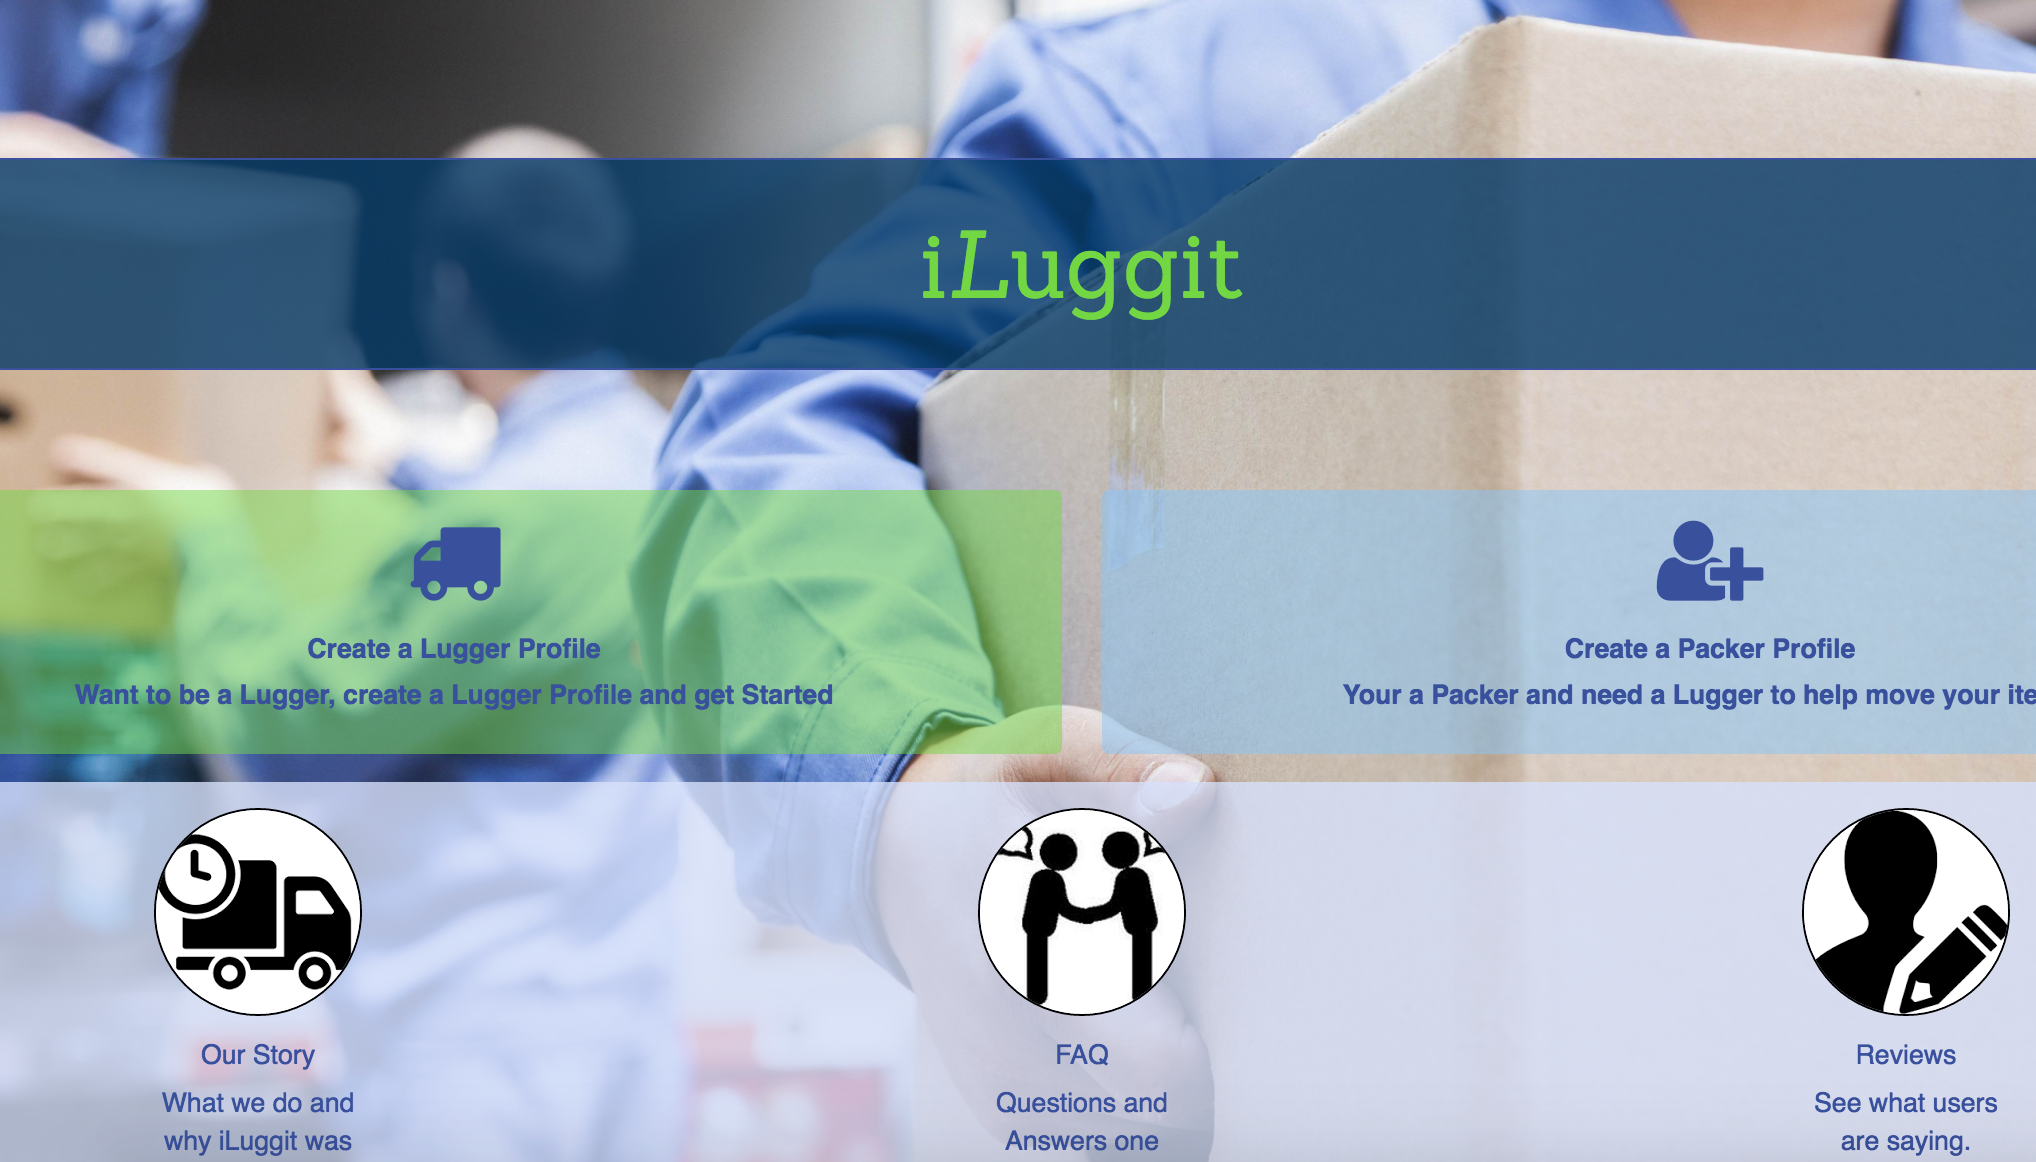 iLuggit
Create a Lugger Profile
Want to be a Lugger, create a Lugger Profile and get Started
Create a Packer Profile
Your a Packer and need a Lugger to help move your ite
Our Story
What we do and
why iLuggit was
FAQ
Questions and
Answers one
Reviews
See what users
are saying.